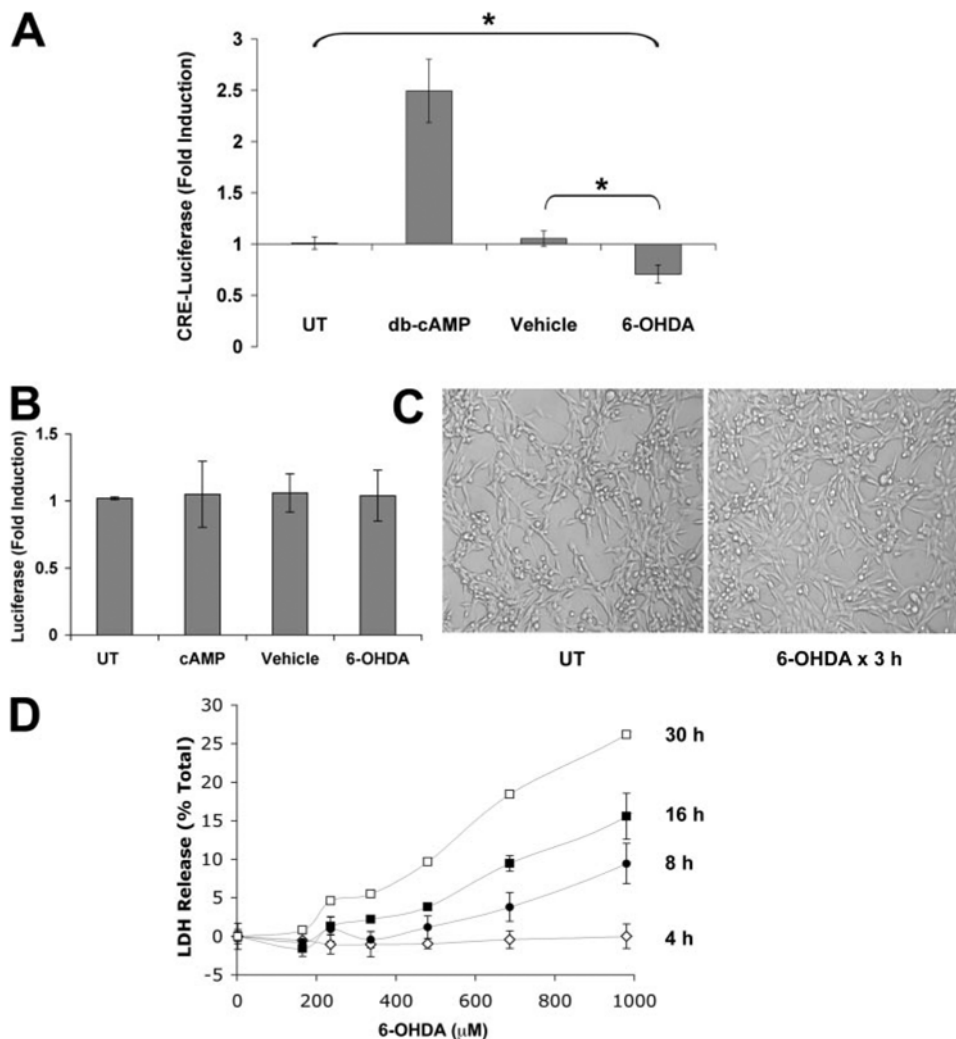 A
CRE-Luciferase (Fold Induction)
3
2.5
2
1.5
1
0.5
0
*
*
UT db-cAMP Vehicle 6-OHDA
B
Luciferase (Fold Induction)
1.5
1
0.5
0
UT cAMP Vehicle 6-OHDA
C
UT 6-OHDA x 3 h
D
LDH Release (% Total)
30
25
20
15
10
5
0
-5
30 h
16 h
8 h
4 h
0 200 400 600 800 1000
6-OHDA (μM)